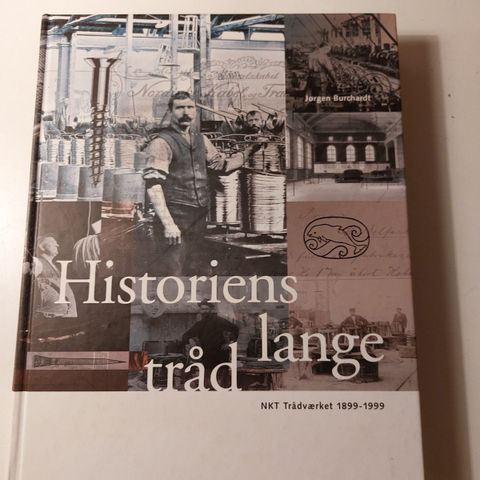 Jørgen Burchardt
Historiens
lange
tråd
NKT Trådværket 1899-1999